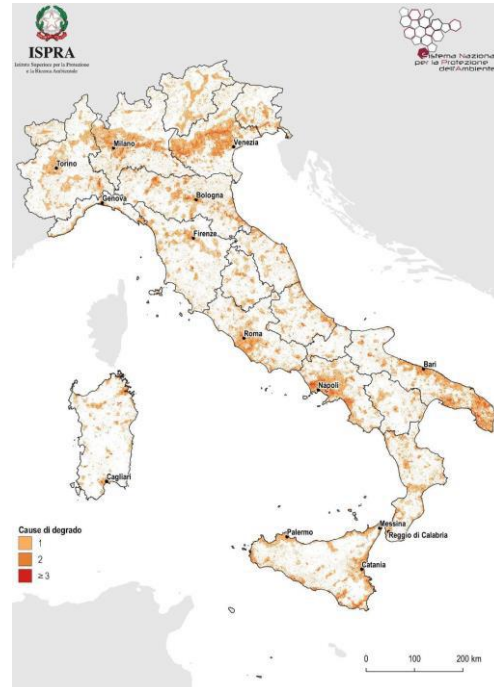 ISPRA
Istituto Superiore per la Protezione
e la Ricerca Ambientale
Sistema Nazionale
per la Protezione
dell'Ambiente
Milano
Venezia
Torino
Genova
Bologna
Firenze
Roma
Bari
Napoli
Cagliari
Messina
Palermo
Reggio di Calabria
Catania
Cause di degrado
1
2
≥ 3
0 100 200 km